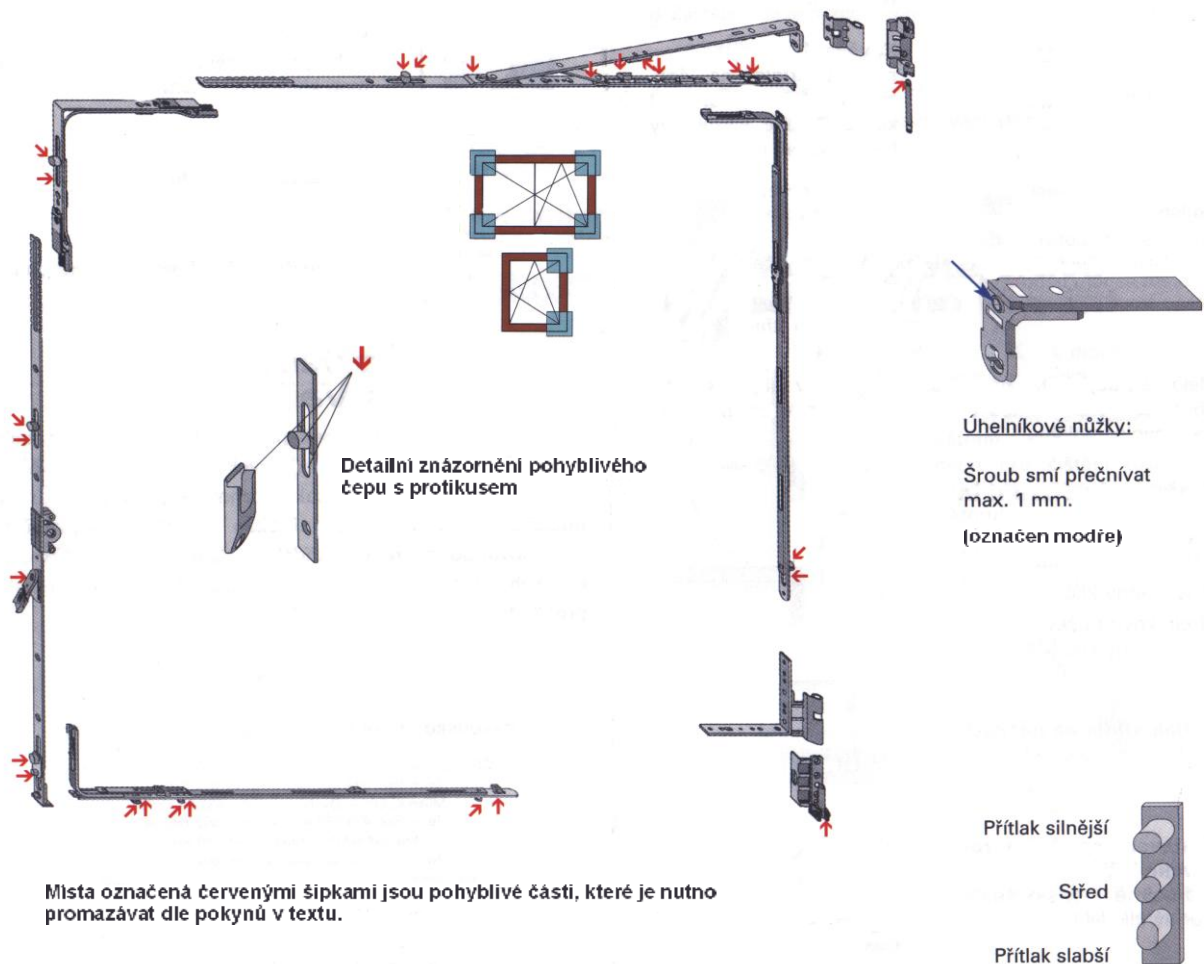 Detailní znázornění pohyblivého
čepu s protikusem
Úhelníkové nůžky:
Šroub smí přečnívat
max. 1 mm.
(označen modře)
Přítlak silnější
Střed
Přítlak slabší
Místa označená červenými šipkami jsou pohyblivé části, které je nutno
promazávat dle pokynů v textu.